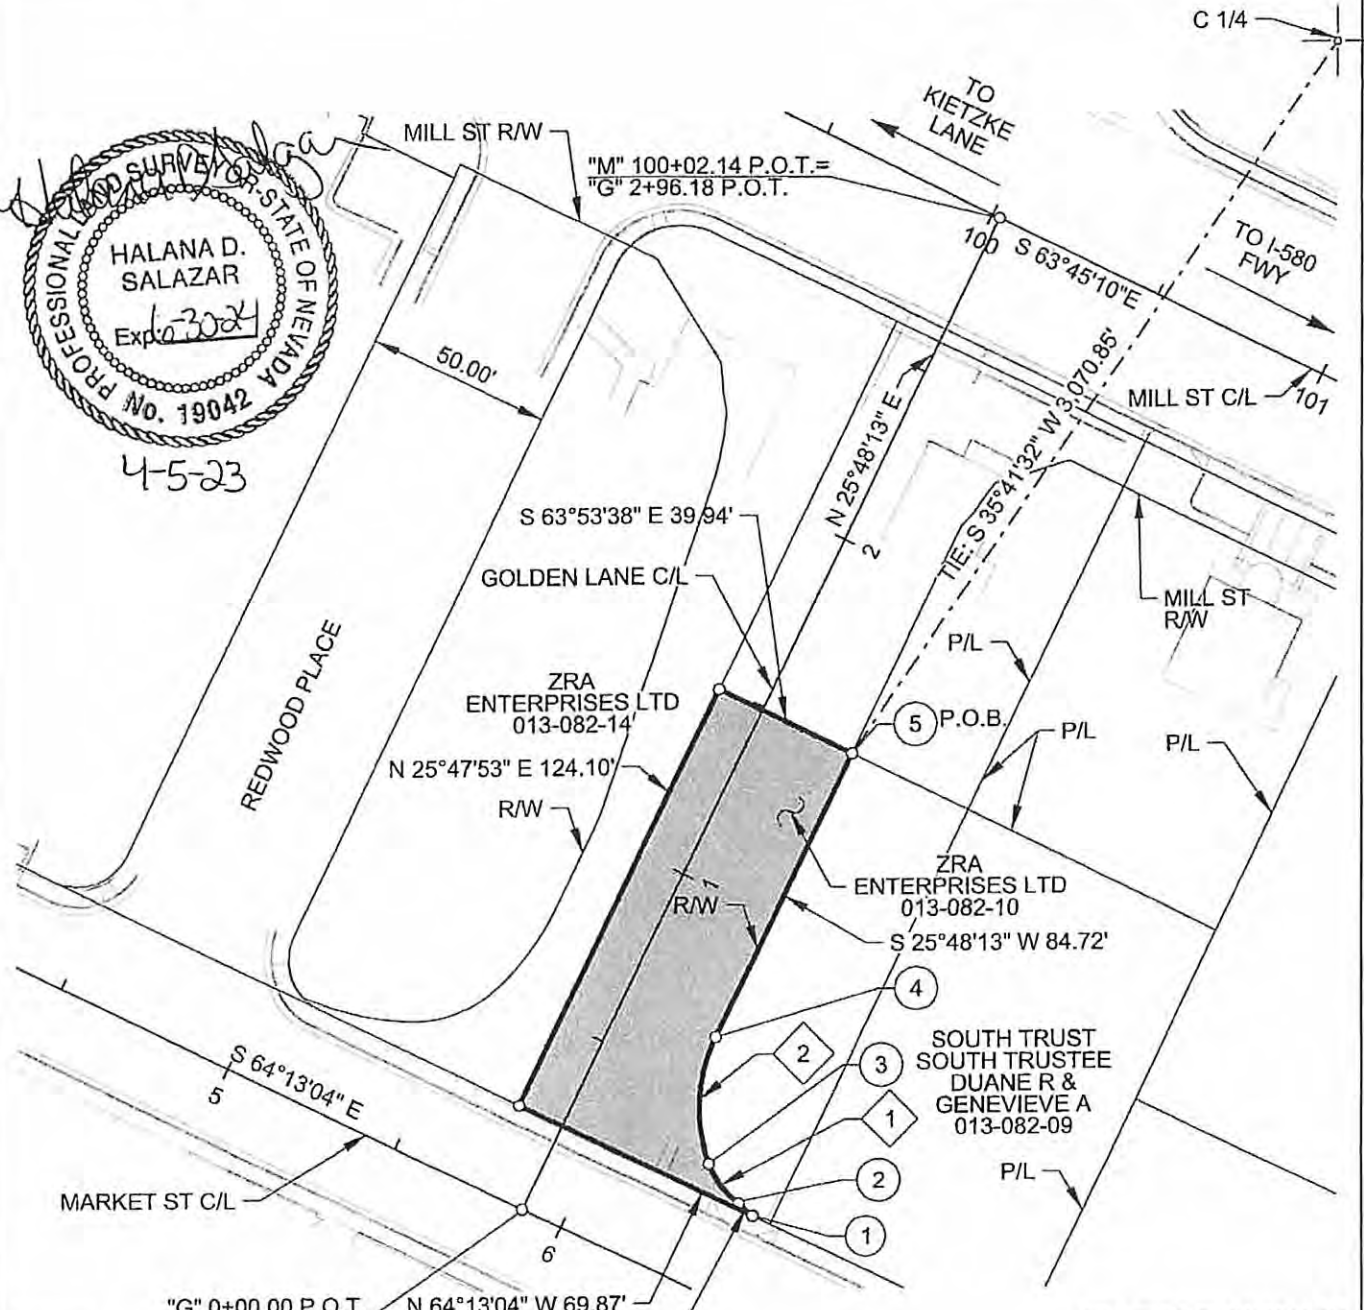 C 1/4
TO
KIETZKE
LANE
MILL ST R/W
"M" 100+02.14 P.O.T.=
"G" 2+96.18 P.O.T.
100
S 63°45'10"E
TO I-580
FWY
PROFESSIONAL LAND SURVEYOR-STATE OF NEVADA
HALANA D.
SALAZAR
Exp 6-30-24
No. 19042
4-5-23
50.00'
MILL ST C/L
101
N 25°48'13" E
TIE: S 35°41'32" W 3,070.85'
S 63°53'38" E 39.94'
2
GOLDEN LANE C/L
MILL ST
R/W
P/L
REDWOOD PLACE
ZRA
ENTERPRISES LTD
013-082-14
5 P.O.B.
P/L
P/L
N 25°47'53" E 124.10'
R/W
1
R/W
ZRA
ENTERPRISES LTD
013-082-10
S 25°48'13" W 84.72'
4
2
3
SOUTH TRUST
SOUTH TRUSTEE
DUANE R &
GENEVIEVE A
013-082-09
1
S 64°13'04" E
5
P/L
2
MARKET ST C/L
1
6
"G" 0+00.00 P.O.T.
N 64°13'04" W 69.87'